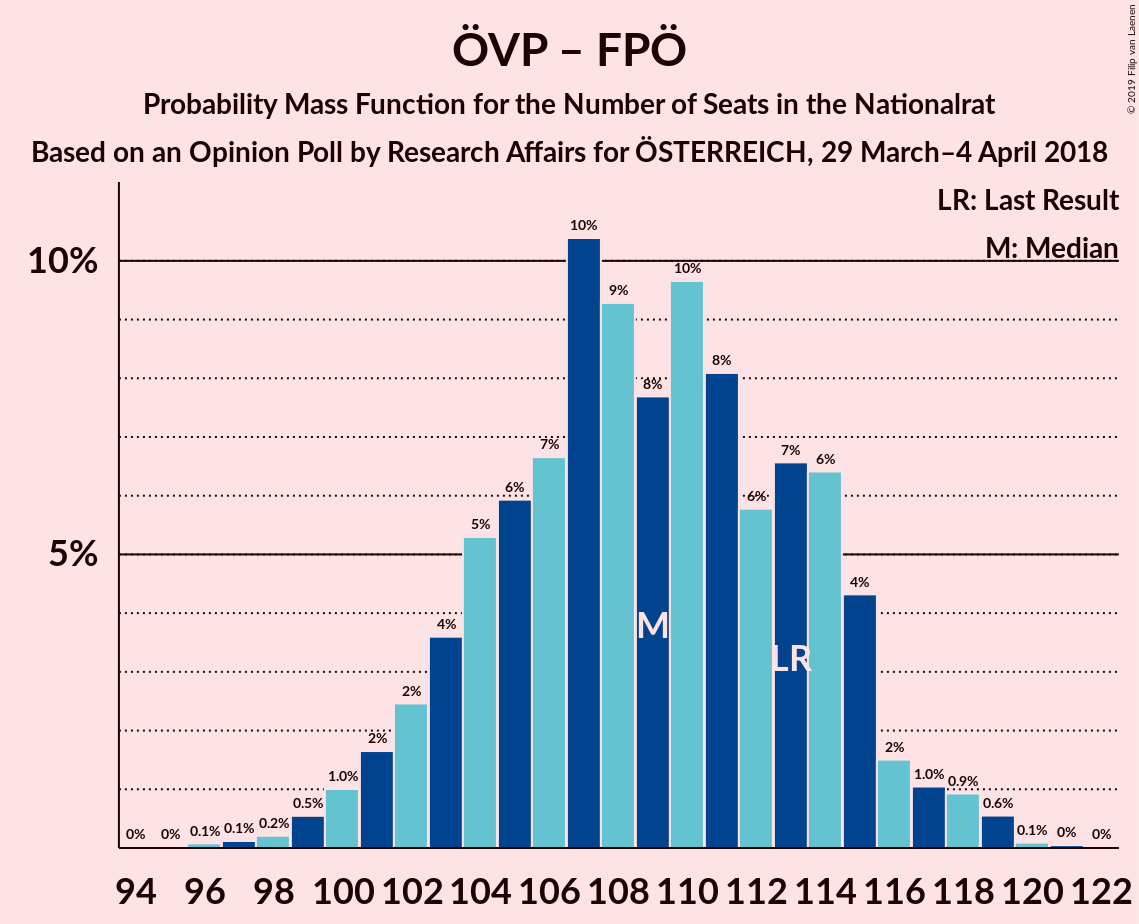 ÖVP – FPÖ
Probability Mass Function for the Number of Seats in the Nationalrat
Based on an Opinion Poll by Research Affairs for ÖSTERREICH, 29 March–4 April 2018
© 2019 Filip van Laenen
LR: Last Result
M: Median
10%
5%
0% 0% 0.1% 0.1% 0.2% 0.5% 1.0% 2% 2% 4% 5% 6% 7% 10% 9% 8% 10% 8% 6% 7% 6% 4% 2% 1.0% 0.9% 0.6% 0.1% 0% 0%
M
LR
94 96 98 100 102 104 106 108 110 112 114 116 118 120 122